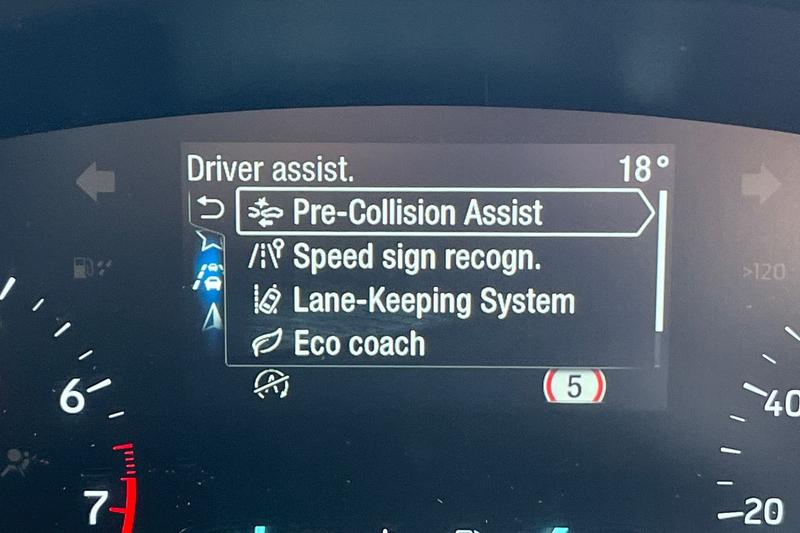 Driver assist. 18°
Pre-Collision Assist
Speed sign recogn.
Lane-Keeping System
Eco coach
A
5
>120
6
7
40
20